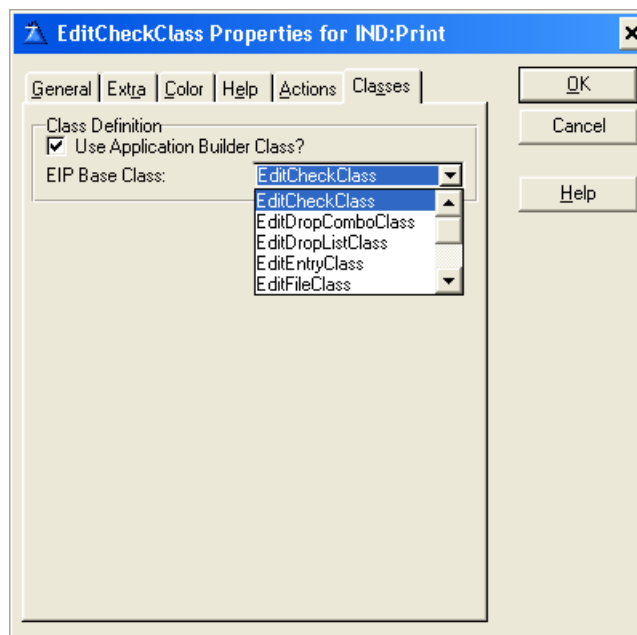 EditCheckClass Properties for IND:Print
General Extra Color Help Actions Classes
OK
Class Definition
Use Application Builder Class?
Cancel
EIP Base Class: EditCheckClass
Help
EditCheckClass
EditDropComboClass
EditDropListClass
EditEntryClass
EditFileClass